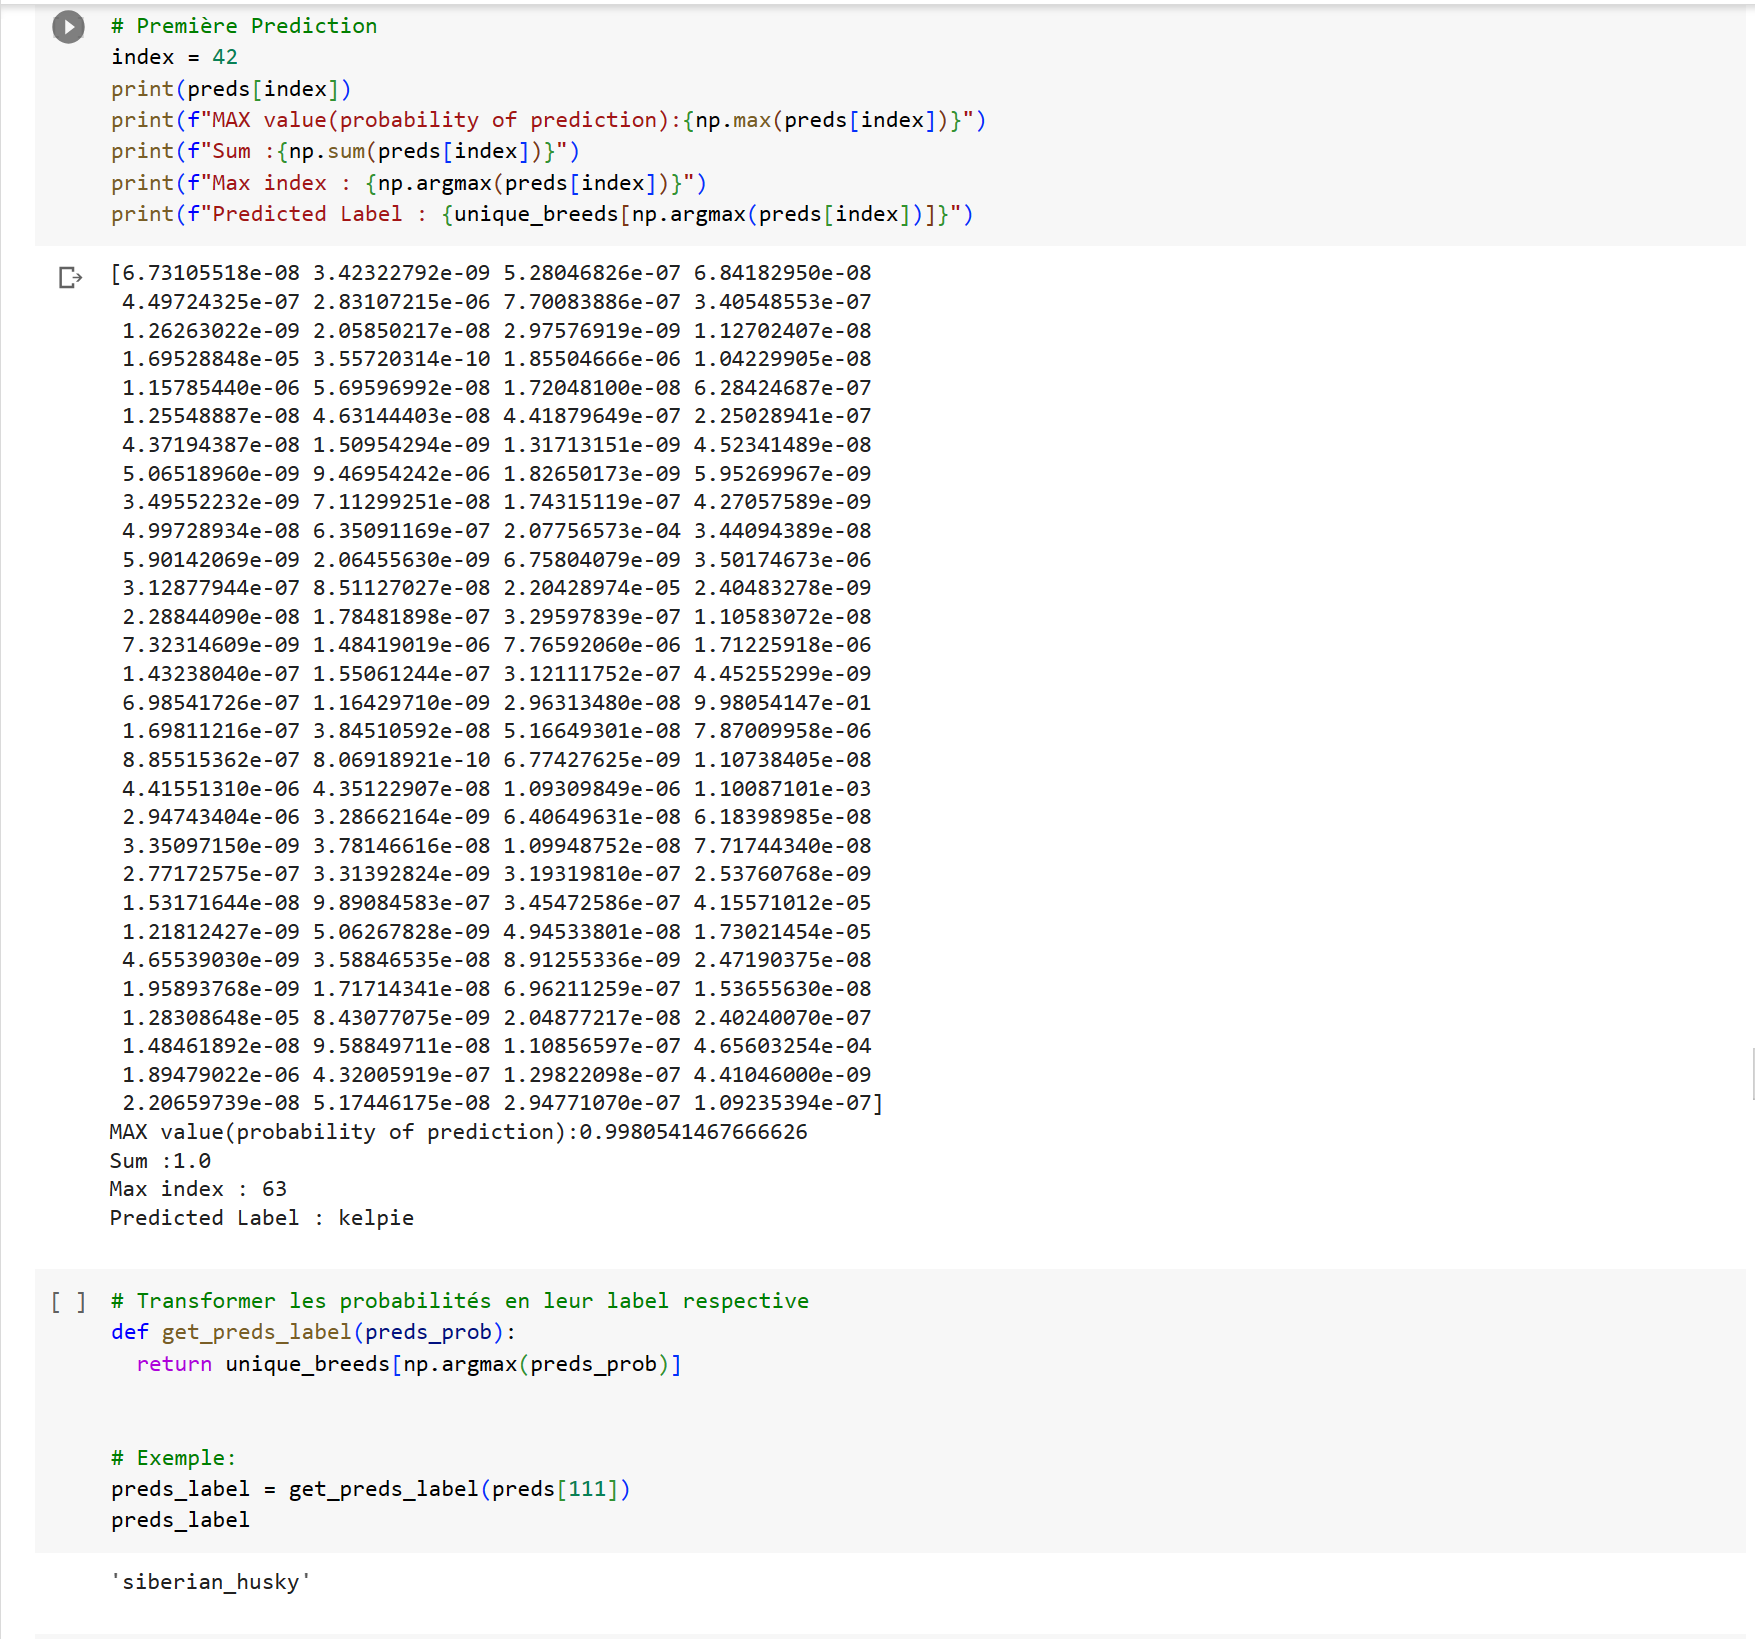 # Première Prediction
index = 42
print(preds[index])
print(f"MAX value(probability of prediction):{np.max(preds[index])}")
print(f"Sum :{np.sum(preds[index])}")
print(f"Max index : {np.argmax(preds[index])}")
print(f"Predicted Label : {unique_breeds[np.argmax(preds[index])]}")
[6.73105518e-08 3.42322792e-09 5.28046826e-07 6.84182950e-08
4.49724325e-07 2.83107215e-06 7.70083886e-07 3.40548553e-07
1.26263022e-09 2.05850217e-08 2.97576919e-09 1.12702407e-08
1.69528848e-05 3.55720314e-10 1.85504666e-06 1.04229905e-08
1.15785440e-06 5.69596992e-08 1.72048100e-08 6.28424687e-07
1.25548887e-08 4.63144403e-08 4.41879649e-07 2.25028941e-07
4.37194387e-08 1.50954294e-09 1.31713151e-09 4.52341489e-08
5.06518960e-09 9.46954242e-06 1.82650173e-09 5.95269967e-09
3.49552232e-09 7.11299251e-08 1.74315119e-07 4.27057589e-09
4.99728934e-08 6.35091169e-07 2.07756573e-04 3.44094389e-08
5.90142069e-09 2.06455630e-09 6.75804079e-09 3.50174673e-06
3.12877944e-07 8.51127027e-08 2.20428974e-05 2.40483278e-09
2.28844090e-08 1.78481898e-07 3.29597839e-07 1.10583072e-08
7.32314609e-09 1.48419019e-06 7.76592060e-06 1.71225918e-06
1.43238040e-07 1.55061244e-07 3.12111752e-07 4.45255299e-09
6.98541726e-07 1.16429710e-09 2.96313480e-08 9.98054147e-01
1.69811216e-07 3.84510592e-08 5.16649301e-08 7.87009958e-06
8.85515362e-07 8.06918921e-10 6.77427625e-09 1.10738405e-08
4.41551310e-06 4.35122907e-08 1.09309849e-06 1.10087101e-03
2.94743404e-06 3.28662164e-09 6.40649631e-08 6.18398985e-08
3.35097150e-09 3.78146616e-08 1.09948752e-08 7.71744340e-08
2.77172575e-07 3.31392824e-09 3.19319810e-07 2.53760768e-09
1.53171644e-08 9.89084583e-07 3.45472586e-07 4.15571012e-05
1.21812427e-09 5.06267828e-09 4.94533801e-08 1.73021454e-05
4.65539030e-09 3.58846535e-08 8.91255336e-09 2.47190375e-08
1.95893768e-09 1.71714341e-08 6.96211259e-07 1.53655630e-08
1.28308648e-05 8.43077075e-09 2.04877217e-08 2.40240070e-07
1.48461892e-08 9.58849711e-08 1.10856597e-07 4.65603254e-04
1.89479022e-06 4.32005919e-07 1.29822098e-07 4.41046000e-09
2.20659739e-08 5.17446175e-08 2.94771070e-07 1.09235394e-07]
MAX value(probability of prediction):0.9980541467666626
Sum :1.0
Max index : 63
Predicted Label : kelpie
[ ] # Transformer les probabilités en leur label respective
def get_preds_label(preds_prob):
return unique_breeds[np.argmax(preds_prob)]
# Exemple:
preds_label = get_preds_label(preds[111])
preds_label
'siberian_husky'